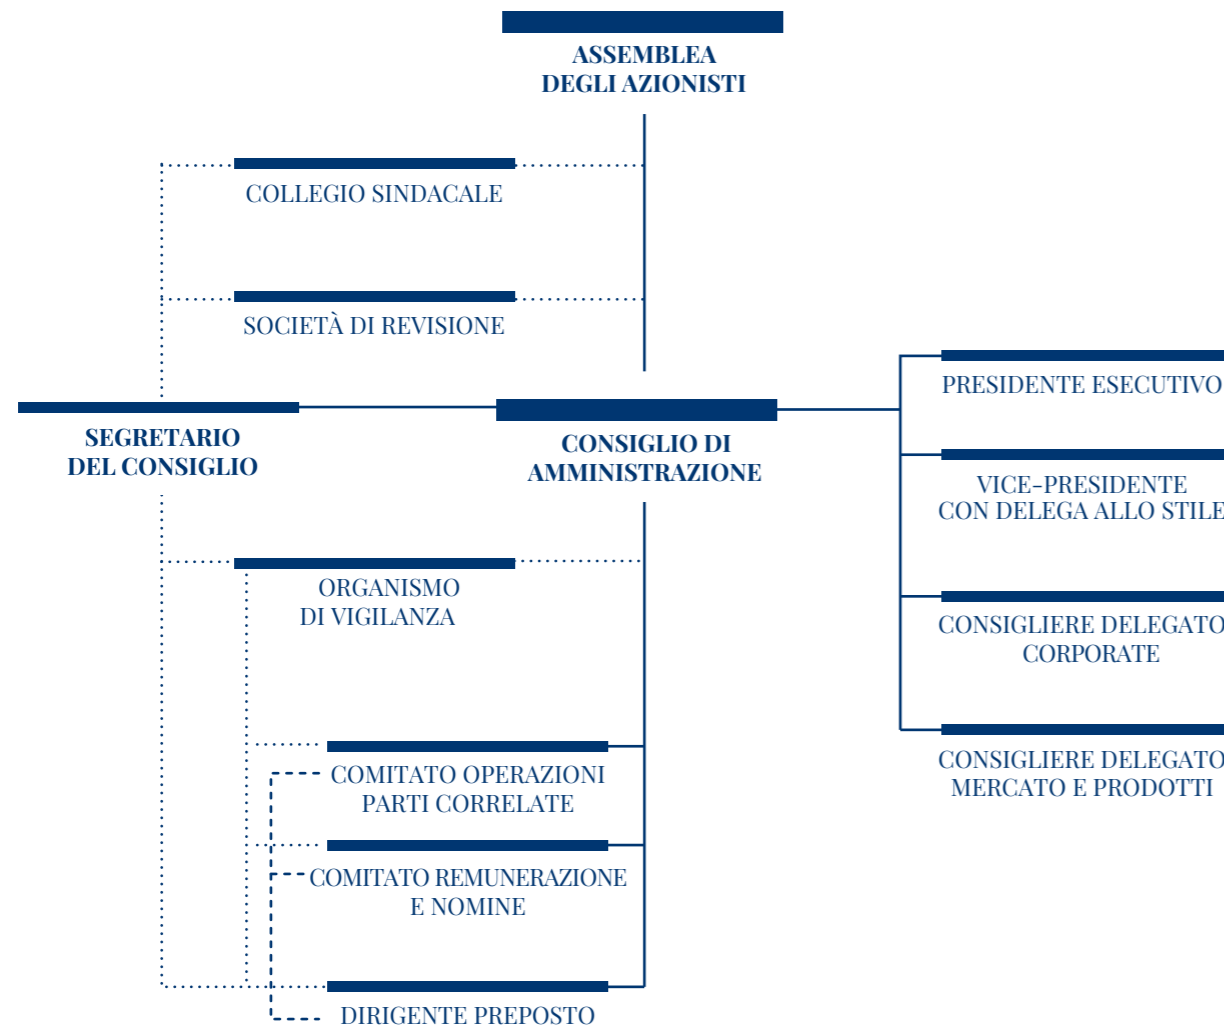 ASSEMBLEA
DEGLI AZIONISTI
COLLEGIO SINDACALE
SOCIETÀ DI REVISIONE
SEGRETARIO
DEL CONSIGLIO
CONSIGLIO DI
AMMINISTRAZIONE
PRESIDENTE ESECUTIVO
VICE-PRESIDENTE
CON DELEGA ALLO STILE
CONSIGLIERE DELEGATO
CORPORATE
CONSIGLIERE DELEGATO
MERCATO E PRODOTTI
ORGANISMO
DI VIGILANZA
COMITATO OPERAZIONI
PARTI CORRELATE
COMITATO REMUNERAZIONE
E NOMINE
DIRIGENTE PREPOSTO